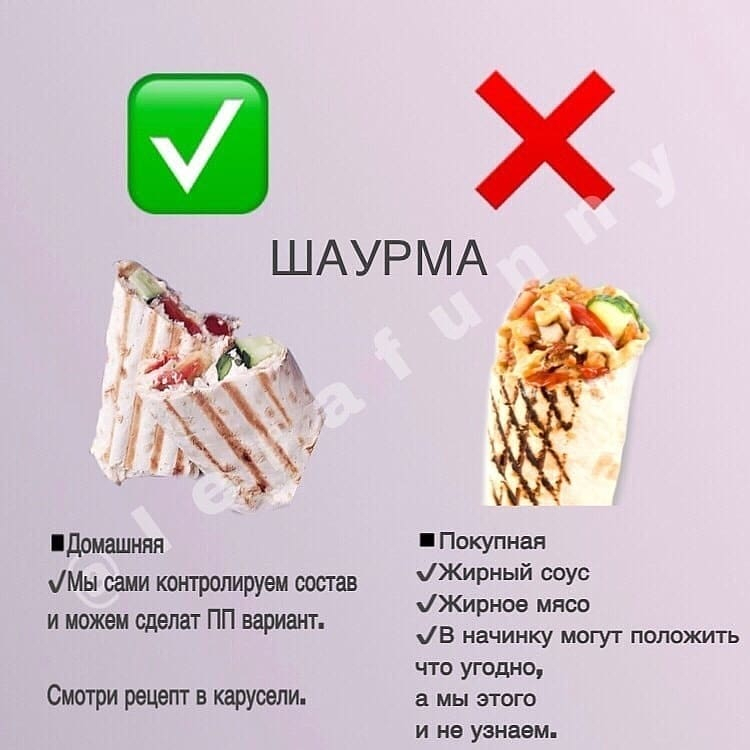 ШАУРМА
@lerafunny
■Домашняя
✓Мы сами контролируем состав
и можем сделат ПП вариант.
Смотри рецепт в карусели.
■Покупная
✓Жирный соус
✓Жирное мясо
✓В начинку могут положить
что угодно,
а мы этого
и не узнаем.